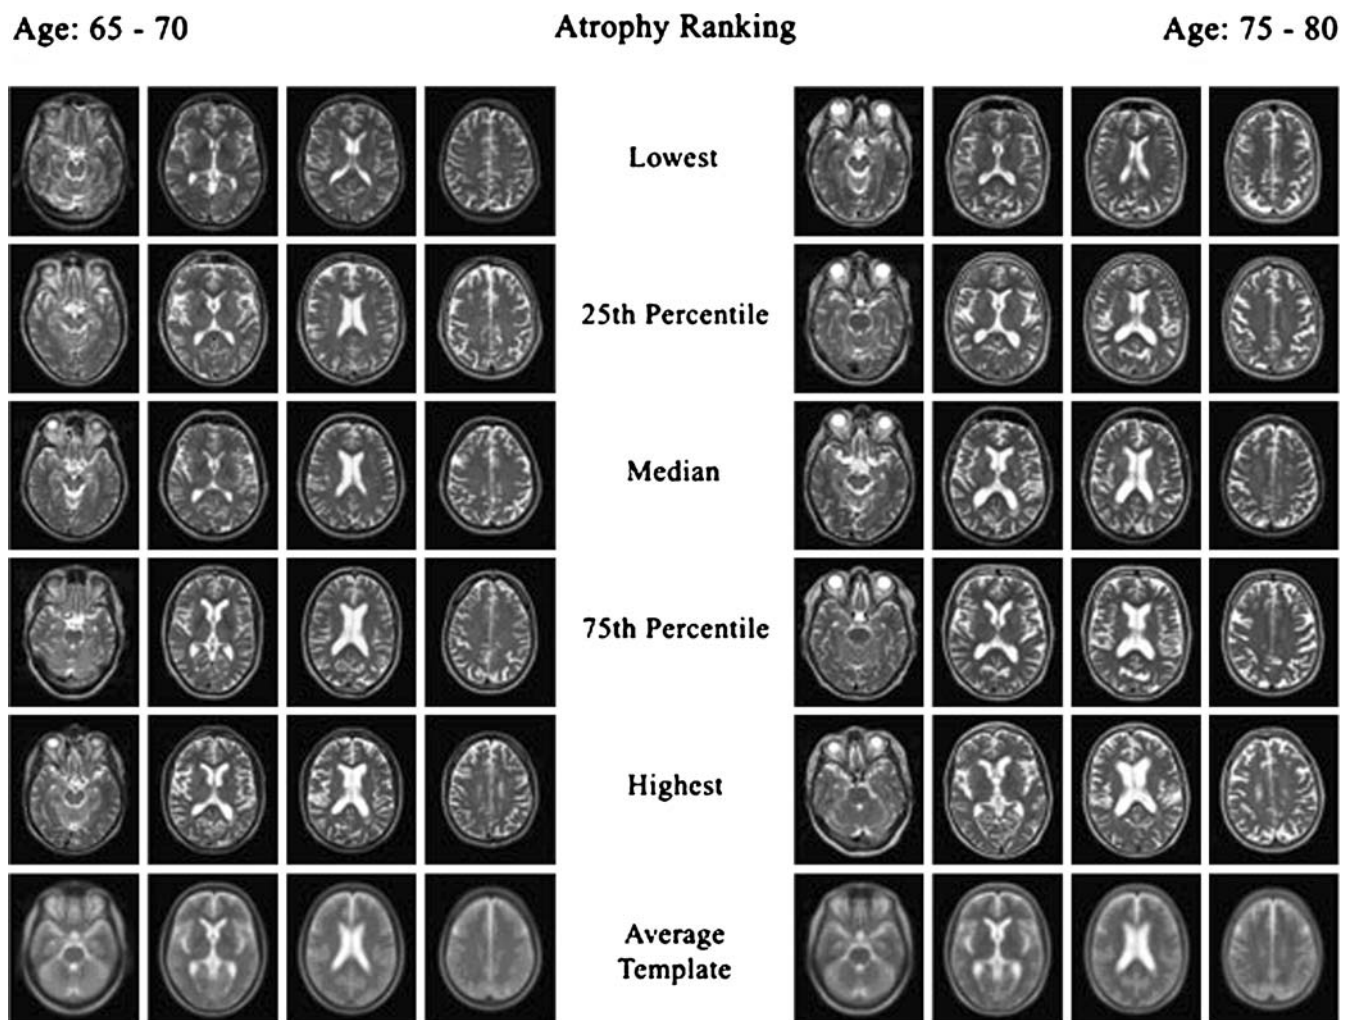 Age: 65 - 70
Atrophy Ranking
Age: 75 - 80
Lowest
25th Percentile
Median
75th Percentile
Highest
Average
Template